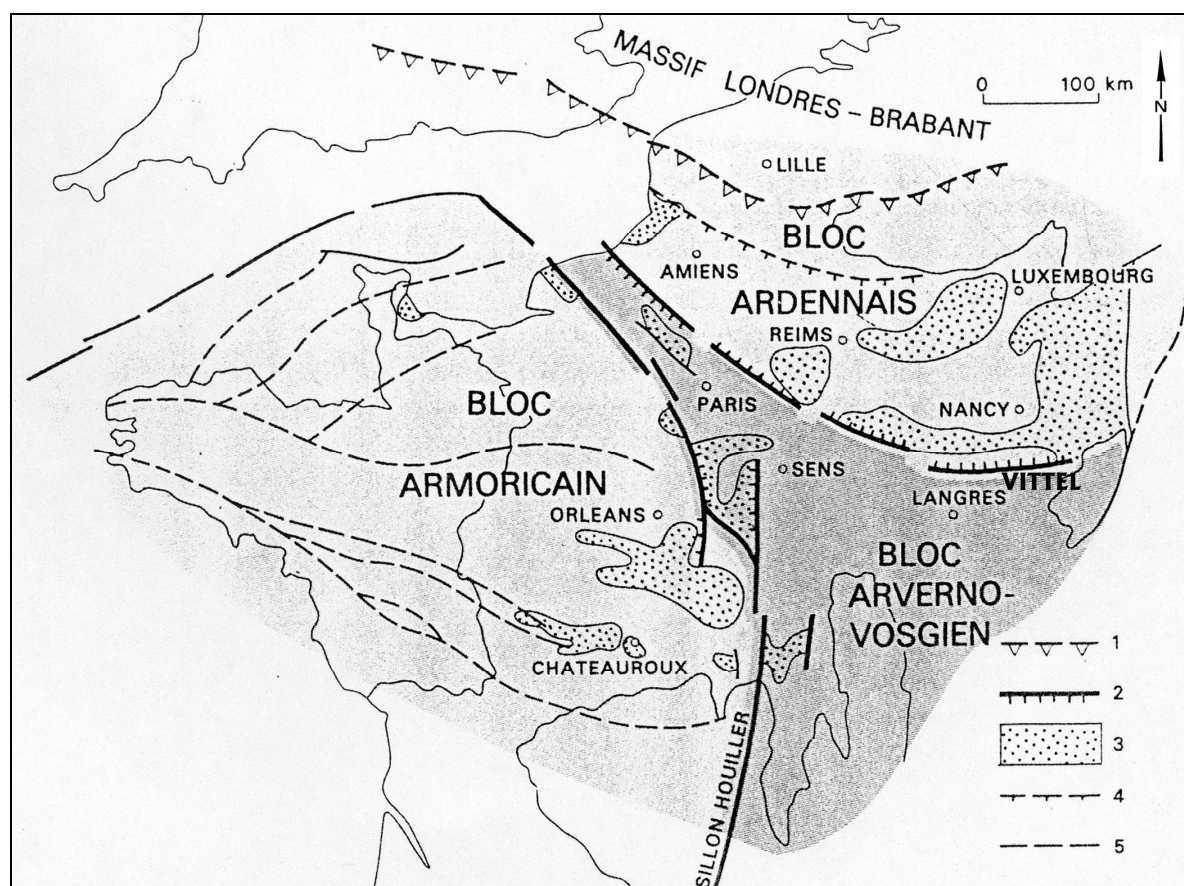 MASSIF LONDRES - BRABANT
0 100 km
N
LILLE
BLOC
AMIENS
LUXEMBOURG
ARDENNAIS
REIMS
PARIS
NANCY
BLOC
SENS
VITTEL
ARMORICAIN
LANGRES
ORLEANS
BLOC
ARVERNO-
VOSGIEN
CHATEAUROUX
SILLON HOUILLER
1
2
3
4
5